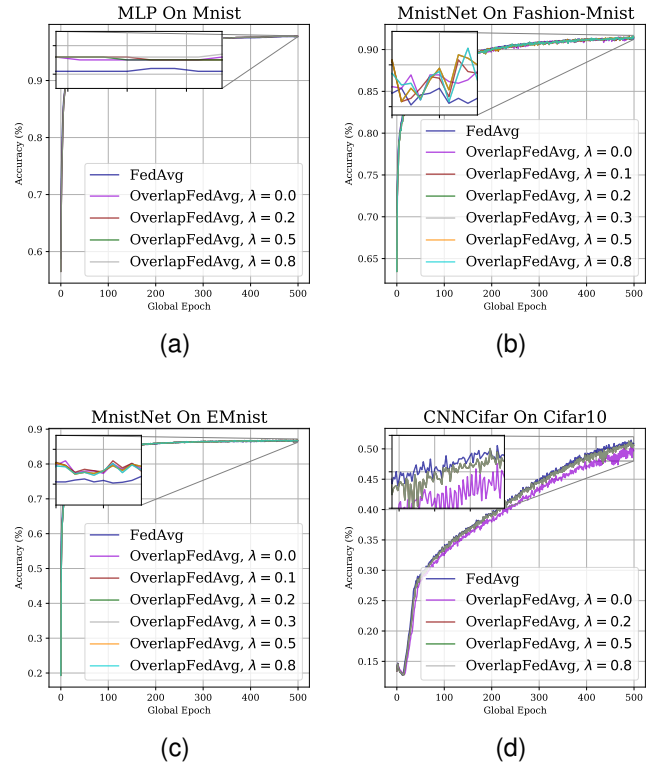 MLP On Mnist
Accuracy (%)
0.9
0.8
0.7
0.6
FedAvg
OverlapFedAvg, λ = 0.0
OverlapFedAvg, λ = 0.2
OverlapFedAvg, λ = 0.5
OverlapFedAvg, λ = 0.8
0 100 200 300 400 500
Global Epoch
(a)
MnistNet On Fashion-Mnist
Accuracy (%)
0.90
0.85
0.80
0.75
0.70
0.65
FedAvg
OverlapFedAvg, λ = 0.0
OverlapFedAvg, λ = 0.1
OverlapFedAvg, λ = 0.2
OverlapFedAvg, λ = 0.3
OverlapFedAvg, λ = 0.5
OverlapFedAvg, λ = 0.8
0 100 200 300 400 500
Global Epoch
(b)
MnistNet On EMnist
Accuracy (%)
0.9
0.8
0.7
0.6
0.5
0.4
0.3
0.2
FedAvg
OverlapFedAvg, λ = 0.0
OverlapFedAvg, λ = 0.1
OverlapFedAvg, λ = 0.2
OverlapFedAvg, λ = 0.3
OverlapFedAvg, λ = 0.5
OverlapFedAvg, λ = 0.8
0 100 200 300 400 500
Global Epoch
(c)
CNNCifar On Cifar10
Accuracy (%)
0.50
0.45
0.40
0.35
0.30
0.25
0.20
0.15
FedAvg
OverlapFedAvg, λ = 0.0
OverlapFedAvg, λ = 0.2
OverlapFedAvg, λ = 0.5
OverlapFedAvg, λ = 0.8
0 100 200 300 400 500
Global Epoch
(d)